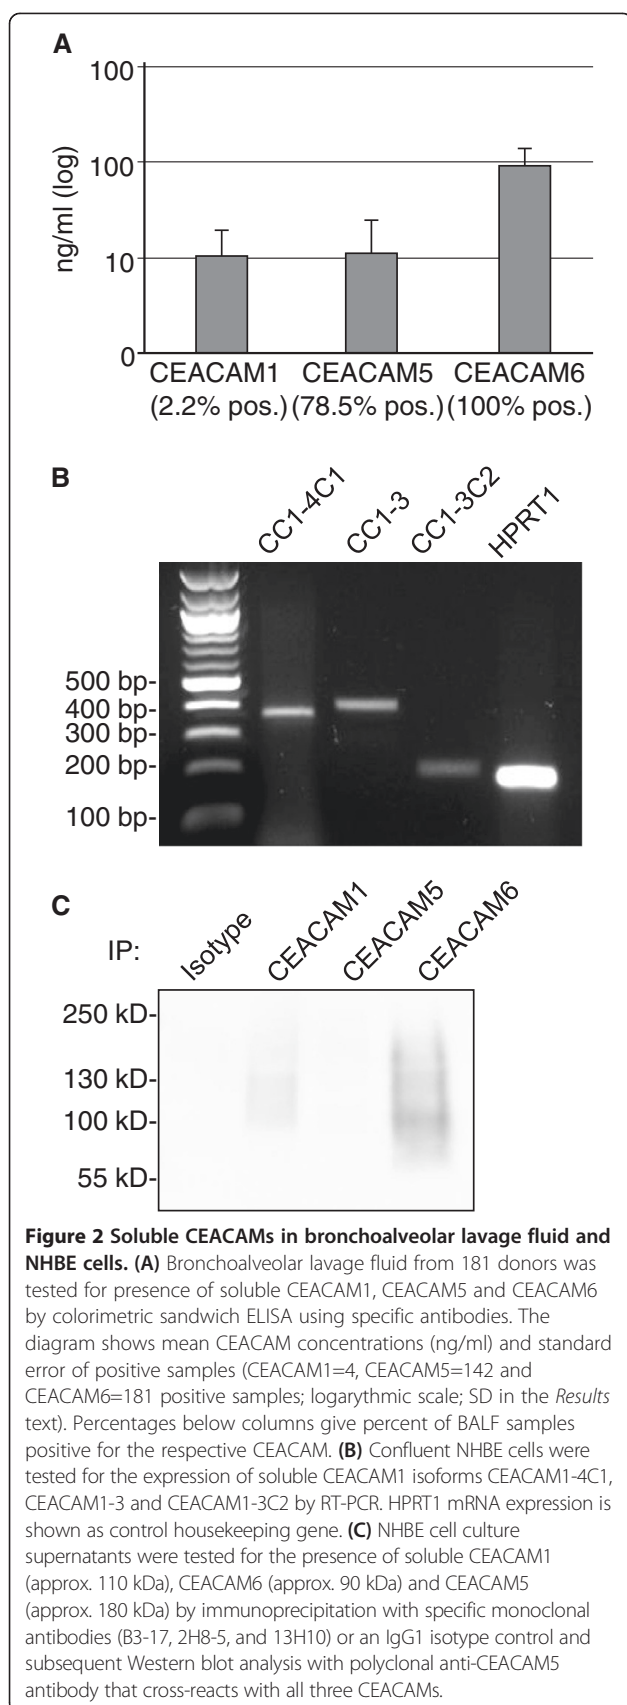 A
100
100
10
0
ng/ml (log)
CEACAM1 CEACAM5 CEACAM6
(2.2% pos.) (78.5% pos.) (100% pos.)
B
CC1-4C1
CC1-3
CC1-3C2
HPRT1
500 bp-
400 bp-
300 bp-
200 bp-
100 bp-
C
IP:
Isotype
CEACAM1
CEACAM5
CEACAM6
250 kD-
130 kD-
100 kD-
55 kD-
Figure 2 Soluble CEACAMs in bronchoalveolar lavage fluid and
NHBE cells. (A) Bronchoalveolar lavage fluid from 181 donors was
tested for presence of soluble CEACAM1, CEACAM5 and CEACAM6
by colorimetric sandwich ELISA using specific antibodies. The
diagram shows mean CEACAM concentrations (ng/ml) and standard
error of positive samples (CEACAM1=4, CEACAM5=142 and
CEACAM6=181 positive samples; logarythmic scale; SD in the Results
text). Percentages below columns give percent of BALF samples
positive for the respective CEACAM. (B) Confluent NHBE cells were
tested for the expression of soluble CEACAM1 isoforms CEACAM1-4C1,
CEACAM1-3 and CEACAM1-3C2 by RT-PCR. HPRT1 mRNA expression is
shown as control housekeeping gene. (C) NHBE cell culture
supernatants were tested for the presence of soluble CEACAM1
(approx. 110 kDa), CEACAM6 (approx. 90 kDa) and CEACAM5
(approx. 180 kDa) by immunoprecipitation with specific monoclonal
antibodies (B3-17, 2H8-5, and 13H10) or an IgG1 isotype control and
subsequent Western blot analysis with polyclonal anti-CEACAM5
antibody that cross-reacts with all three CEACAMs.